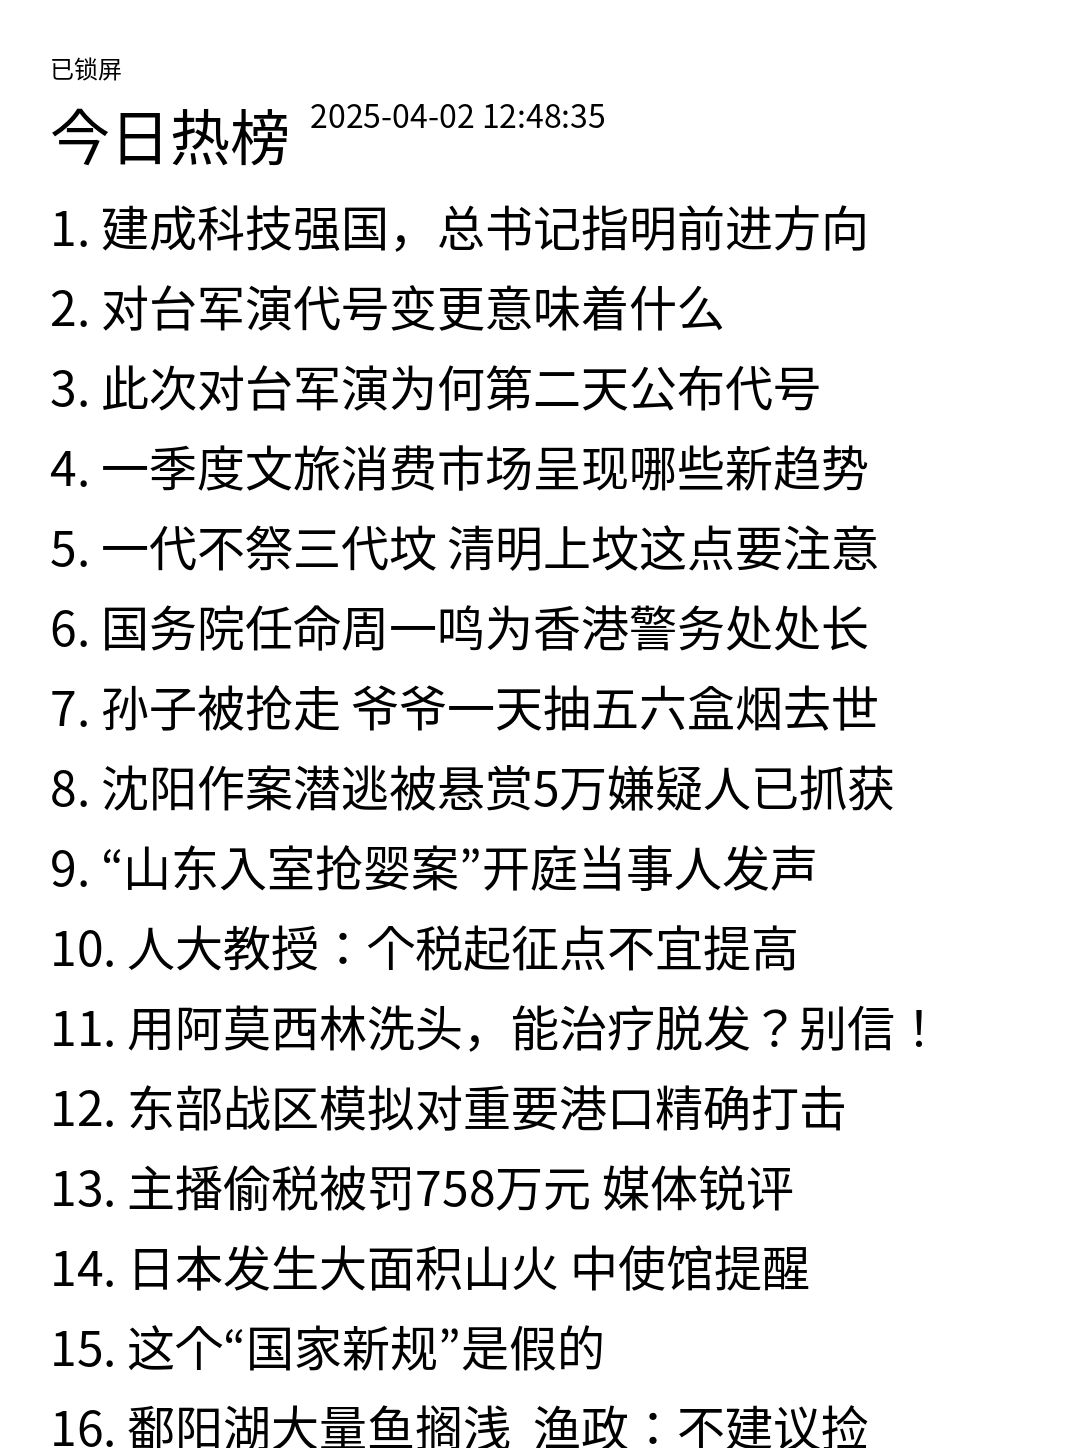 已锁屏
今日热榜 2025-04-02 12:48:35
1. 建成科技强国，总书记指明前进方向
2. 对台军演代号变更意味着什么
3. 此次对台军演为何第二天公布代号
4. 一季度文旅消费市场呈现哪些新趋势
5. 一代不祭三代坟 清明上坟这点要注意
6. 国务院任命周一鸣为香港警务处处长
7. 孙子被抢走 爷爷一天抽五六盒烟去世
8. 沈阳作案潜逃被悬赏5万嫌疑人已抓获
9. “山东入室抢婴案”开庭当事人发声
10. 人大教授：个税起征点不宜提高
11. 用阿莫西林洗头，能治疗脱发？别信！
12. 东部战区模拟对重要港口精确打击
13. 主播偷税被罚758万元 媒体锐评
14. 日本发生大面积山火 中使馆提醒
15. 这个“国家新规”是假的
16. 鄱阳湖大量鱼搁浅 渔政：不建议捡